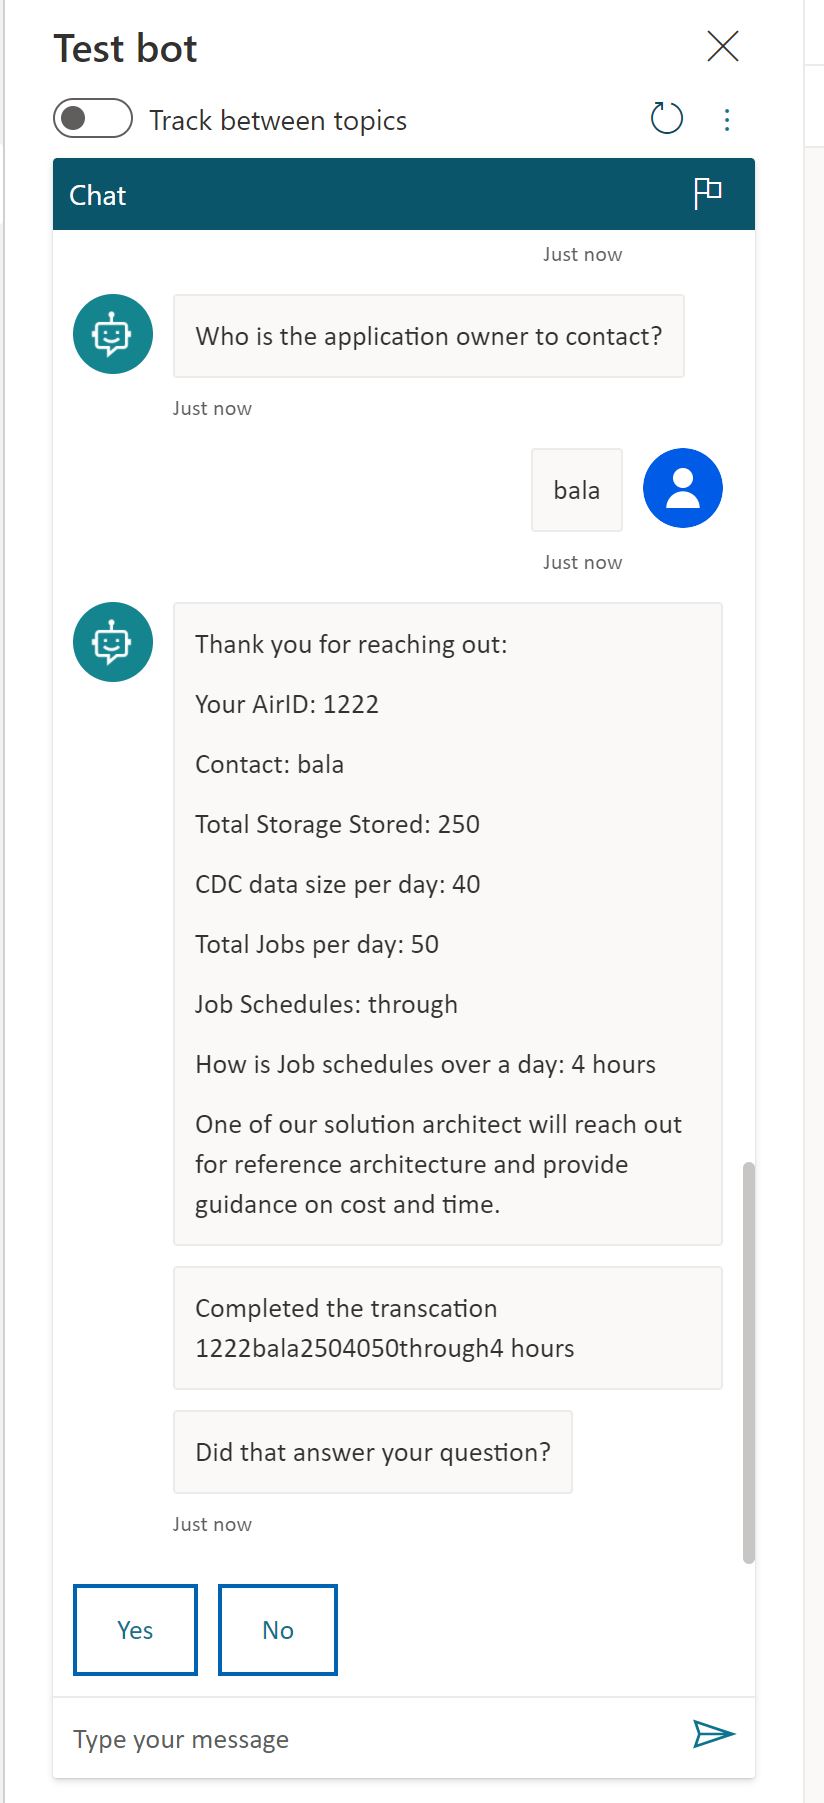 Test bot
Track between topics
Chat
Just now
Who is the application owner to contact?
Just now
bala
Just now
Thank you for reaching out:
Your AirID: 1222
Contact: bala
Total Storage Stored: 250
CDC data size per day: 40
Total Jobs per day: 50
Job Schedules: through
How is Job schedules over a day: 4 hours
One of our solution architect will reach out
for reference architecture and provide
guidance on cost and time.
Completed the transcation
1222bala2504050through4 hours
Did that answer your question?
Just now
Yes
No
Type your message